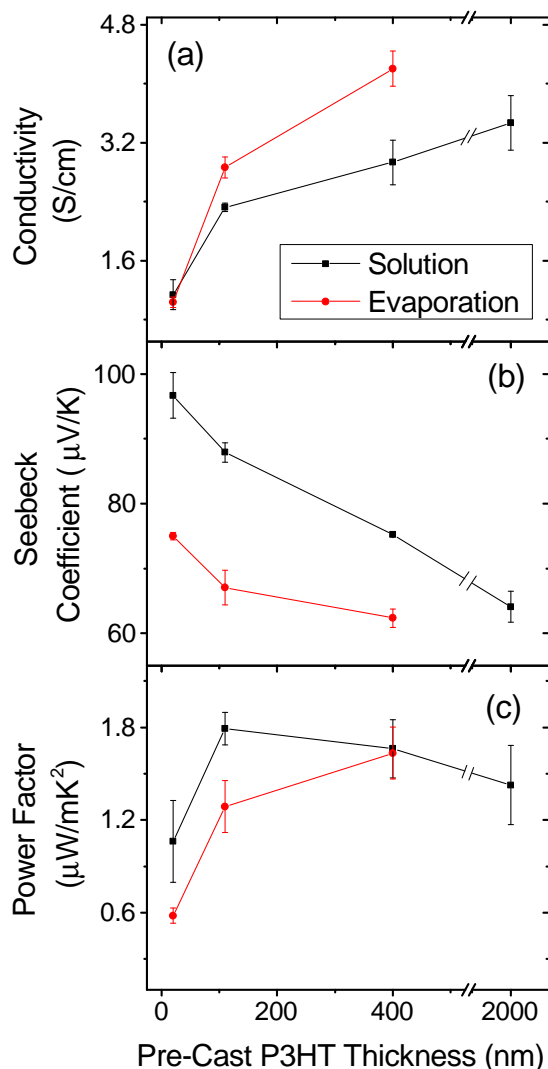 (a)
4.8
3.2
1.6
Conductivity
(S/cm)
Solution
Evaporation
(b)
100
80
60
Seebeck
Coefficient ( μV/K)
(c)
1.8
1.2
0.6
Power Factor
(μW/mK²)
0 200 400 2000
Pre-Cast P3HT Thickness (nm)